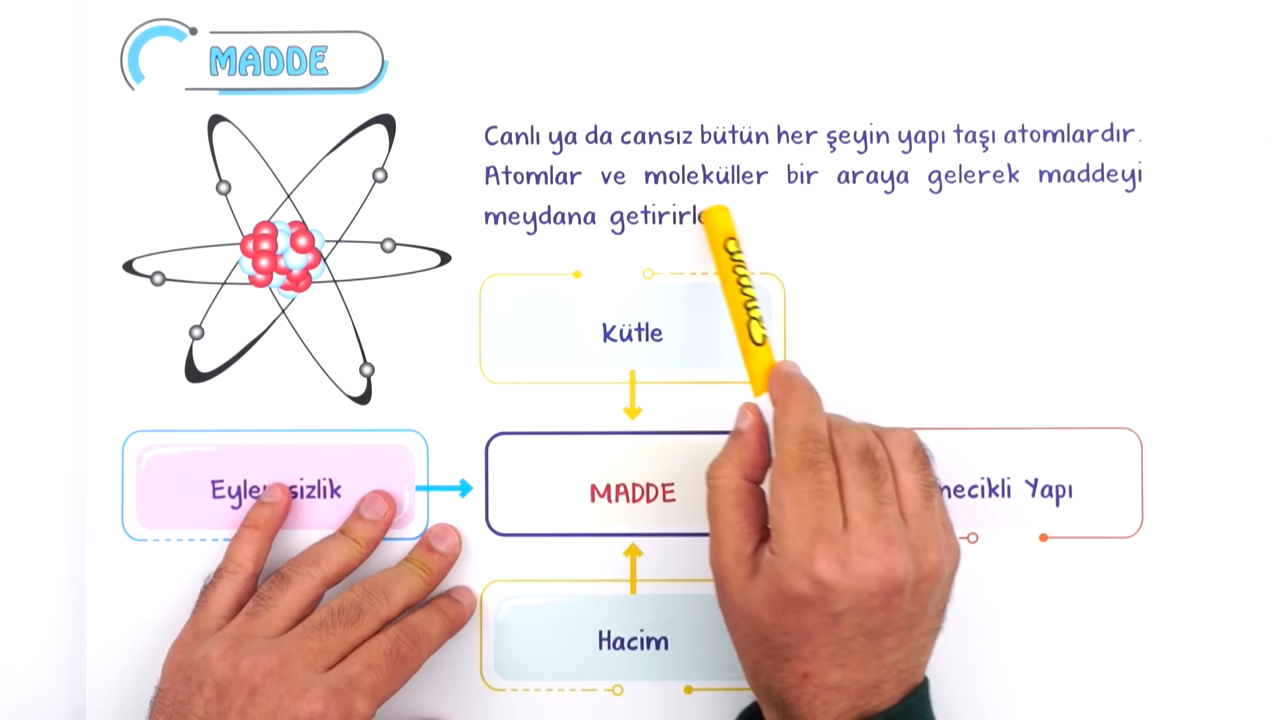 MADDE
Canlı ya da cansız bütün her şeyin yapı taşı atomlardır.
Atomlar ve moleküller bir araya gelerek maddeyi
meydana
Kütle
MADDE
Yapı
Hacim